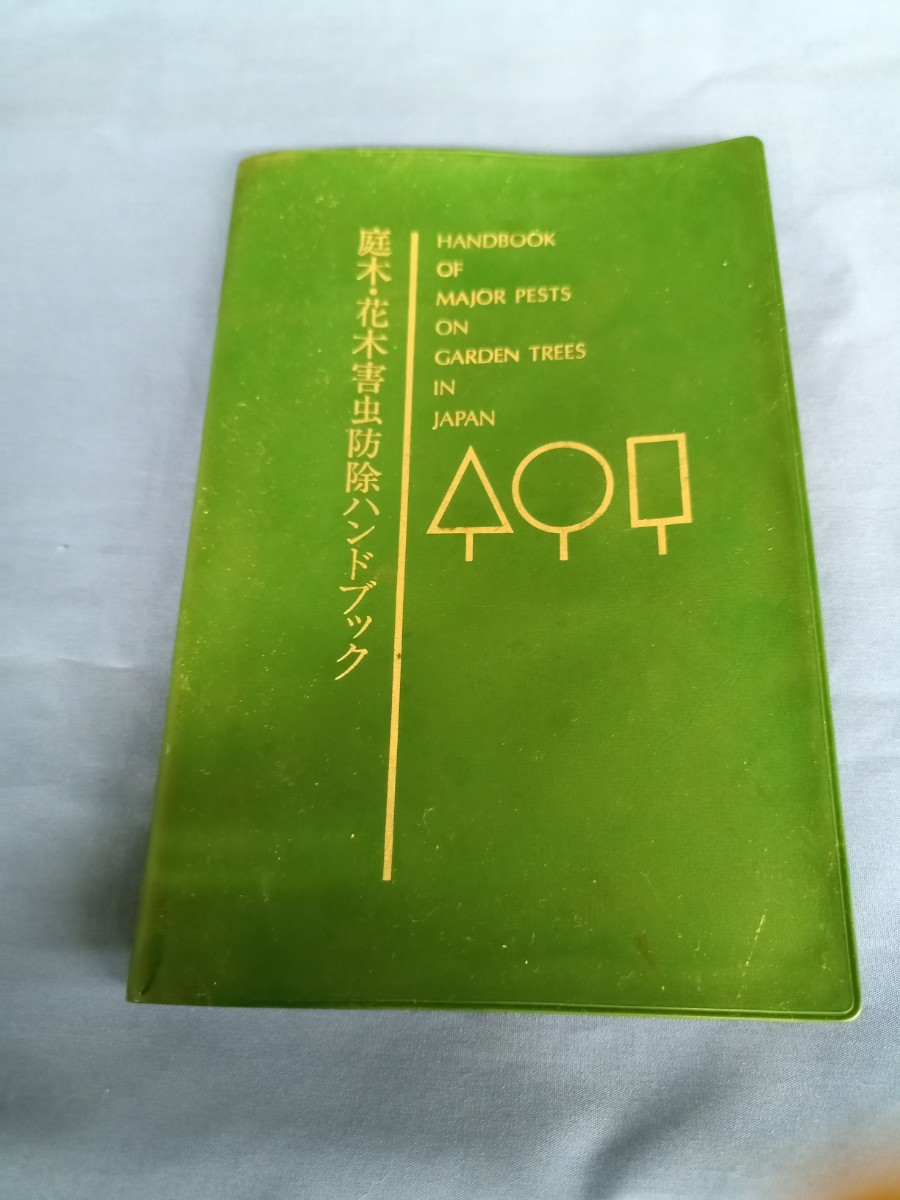 庭木・花木害虫防除ハンドブック
HANDBOOK
OF
MAJOR PESTS
ON
GARDEN TREES
IN
JAPAN